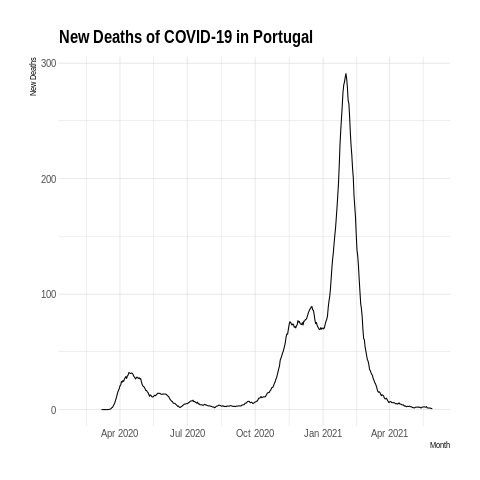 New Deaths of COVID-19 in Portugal
New Deaths
300
200
100
0
Apr 2020 Jul 2020 Oct 2020 Jan 2021 Apr 2021
Month